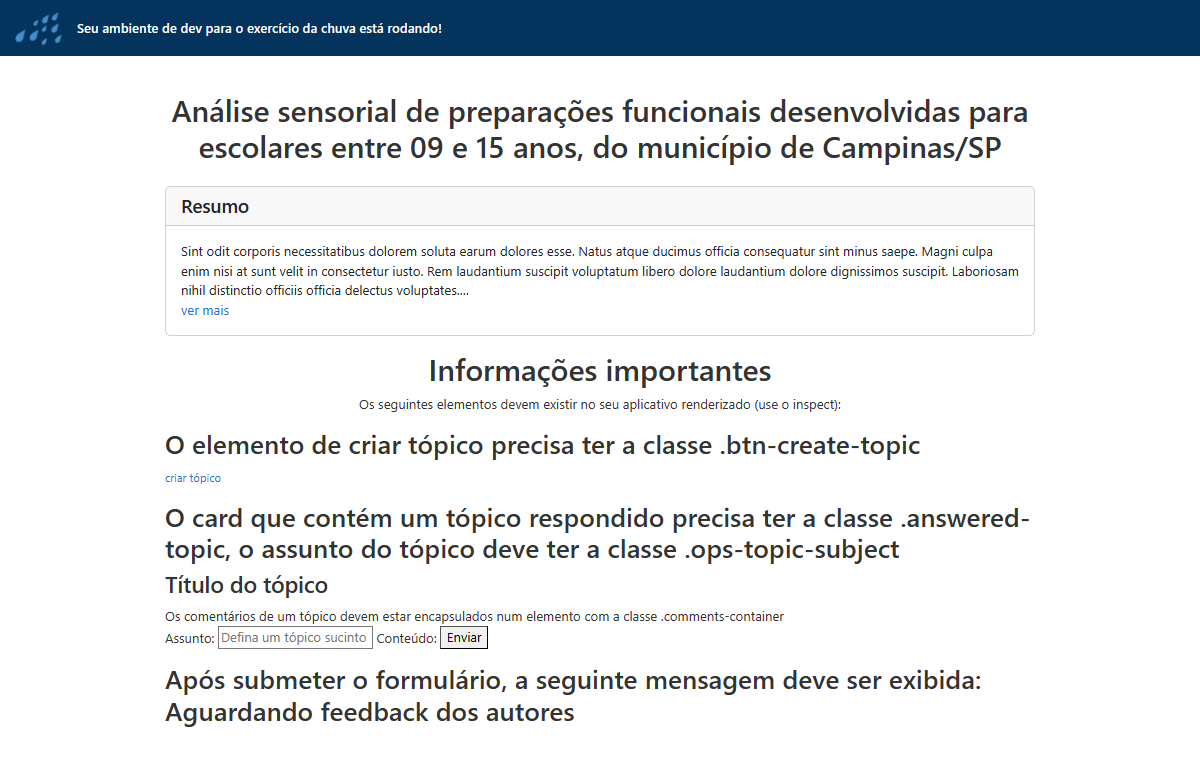 Seu ambiente de dev para o exercício da chuva está rodando!
Análise sensorial de preparações funcionais desenvolvidas para
escolares entre 09 e 15 anos, do município de Campinas/SP
Resumo
Sint odit corporis necessitatibus dolorem soluta earum dolores esse. Natus atque ducimus officia consequatur sint minus saepe. Magni culpa
enim nisi at sunt velit in consectetur iusto. Rem laudantium suscipit voluptatum libero dolore laudantium dolore dignissimos suscipit. Laboriosam
nihil distinctio officiis officia delectus voluptates....
ver mais
Informações importantes
Os seguintes elementos devem existir no seu aplicativo renderizado (use o inspect):
O elemento de criar tópico precisa ter a classe .btn-create-topic
criar tópico
O card que contém um tópico respondido precisa ter a classe .answered-
topic, o assunto do tópico deve ter a classe .ops-topic-subject
Título do tópico
Os comentários de um tópico devem estar encapsulados num elemento com a classe .comments-container
Assunto: Defina um tópico sucinto Conteúdo: Enviar
Após submeter o formulário, a seguinte mensagem deve ser exibida:
Aguardando feedback dos autores